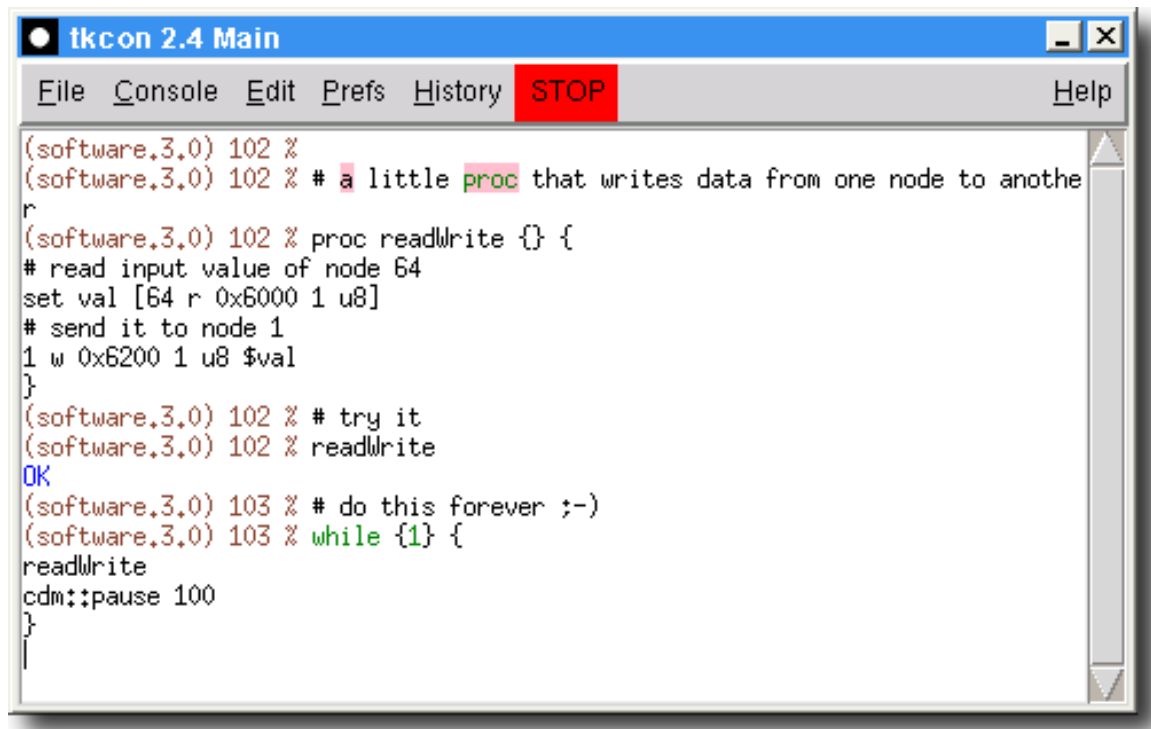 tkcon 2.4 Main
File Console Edit Prefs History STOP Help
(software.3.0) 102 %
(software.3.0) 102 % # a little proc that writes data from one node to anothe
r
(software.3.0) 102 % proc readWrite {} {
# read input value of node 64
set val [64 r 0x6000 1 u8]
# send it to node 1
1 w 0x6200 1 u8 $val
}
(software.3.0) 102 % # try it
(software.3.0) 102 % readWrite
OK
(software.3.0) 103 % # do this forever ;-)
(software.3.0) 103 % while {1} {
readWrite
cdm::pause 100
}